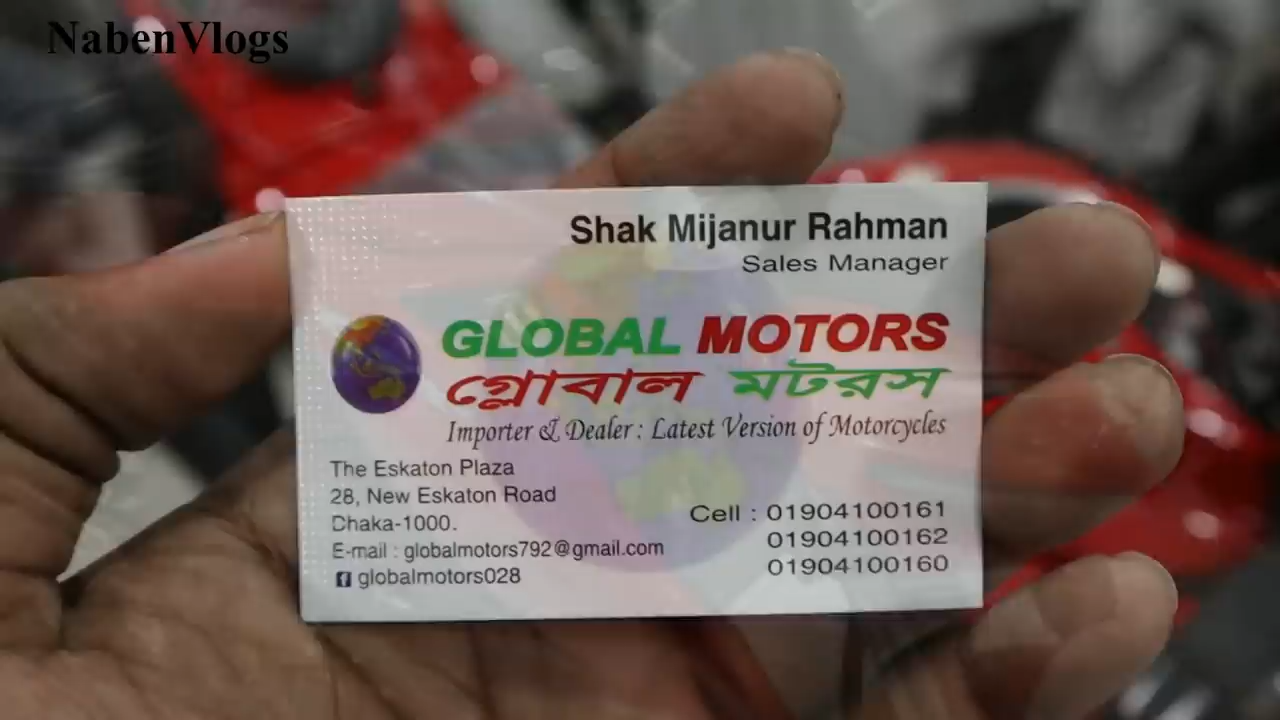 NabenVlogs
Shak Mijanur Rahman
Sales Manager
GLOBAL MOTORS
গ্লোবাল মটরস
Importer & Dealer : Latest Version of Motorcycles
The Eskaton Plaza
28, New Eskaton Road
Dhaka-1000.
E-mail : globalmotors792@gmail.com
f globalmotors028
Cell : 01904100161
01904100162
01904100160